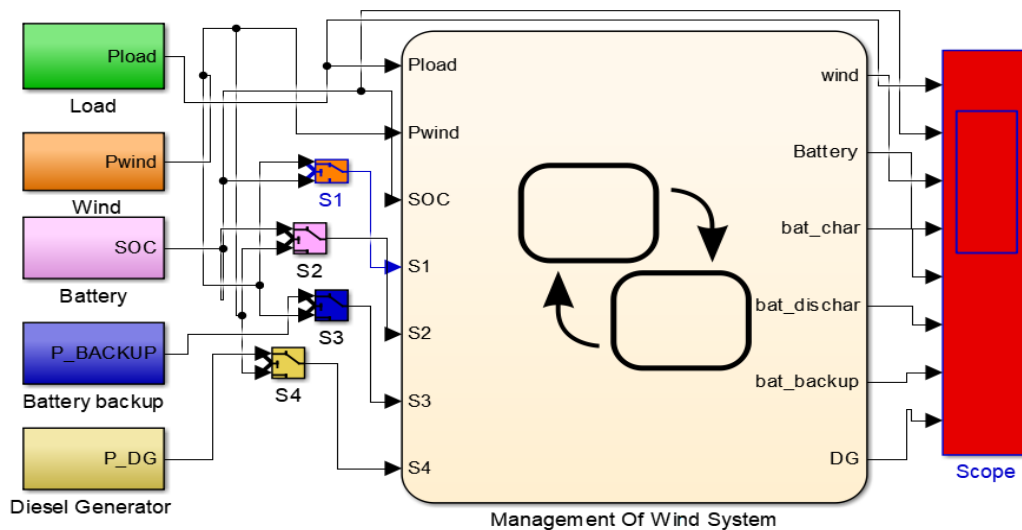 Pload
Load
Pwind
Wind
SOC
Battery
P_BACKUP
Battery backup
P_DG
Diesel Generator
S1
S2
S3
S4
Pload
Pwind
SOC
S1
S2
S3
S4
wind
Battery
bat_char
bat_dischar
bat_backup
DG
Management Of Wind System
Scope